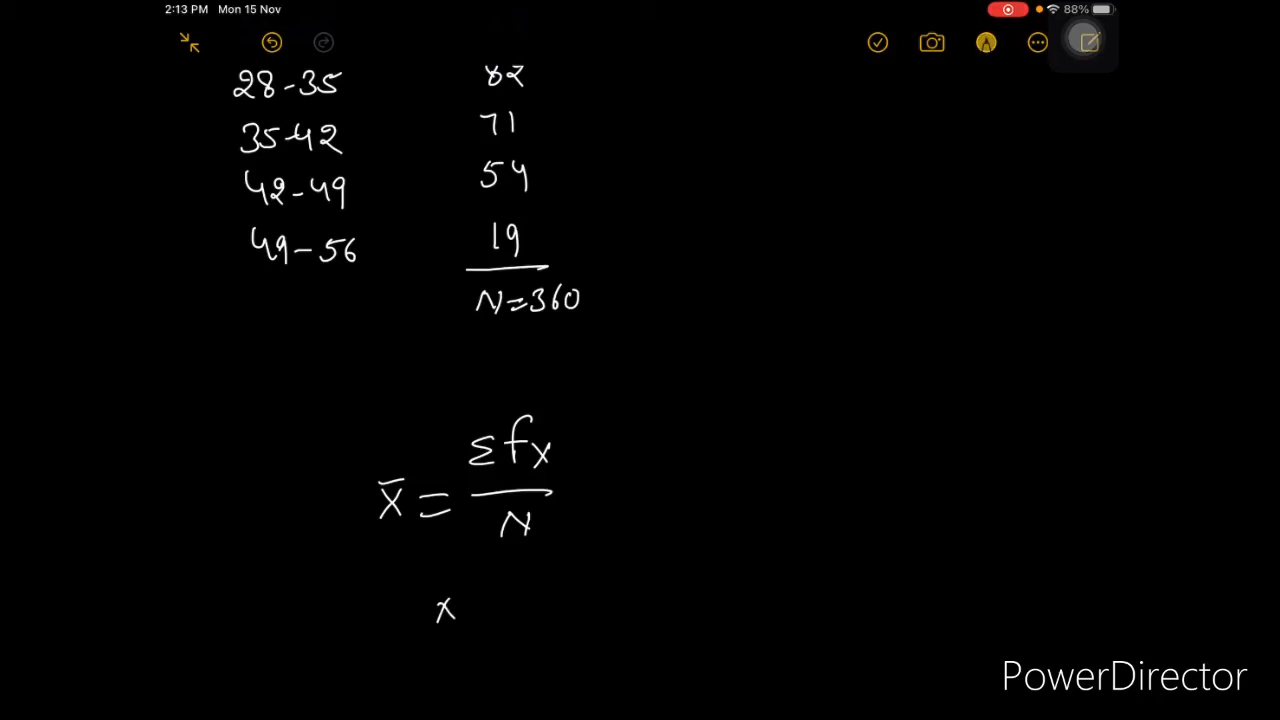 2:13 PM Mon 15 Nov 88%
28-35 82
35-42 71
42-49 54
49-56 19
N=360
x̄ = Σfx / N
x
PowerDirector